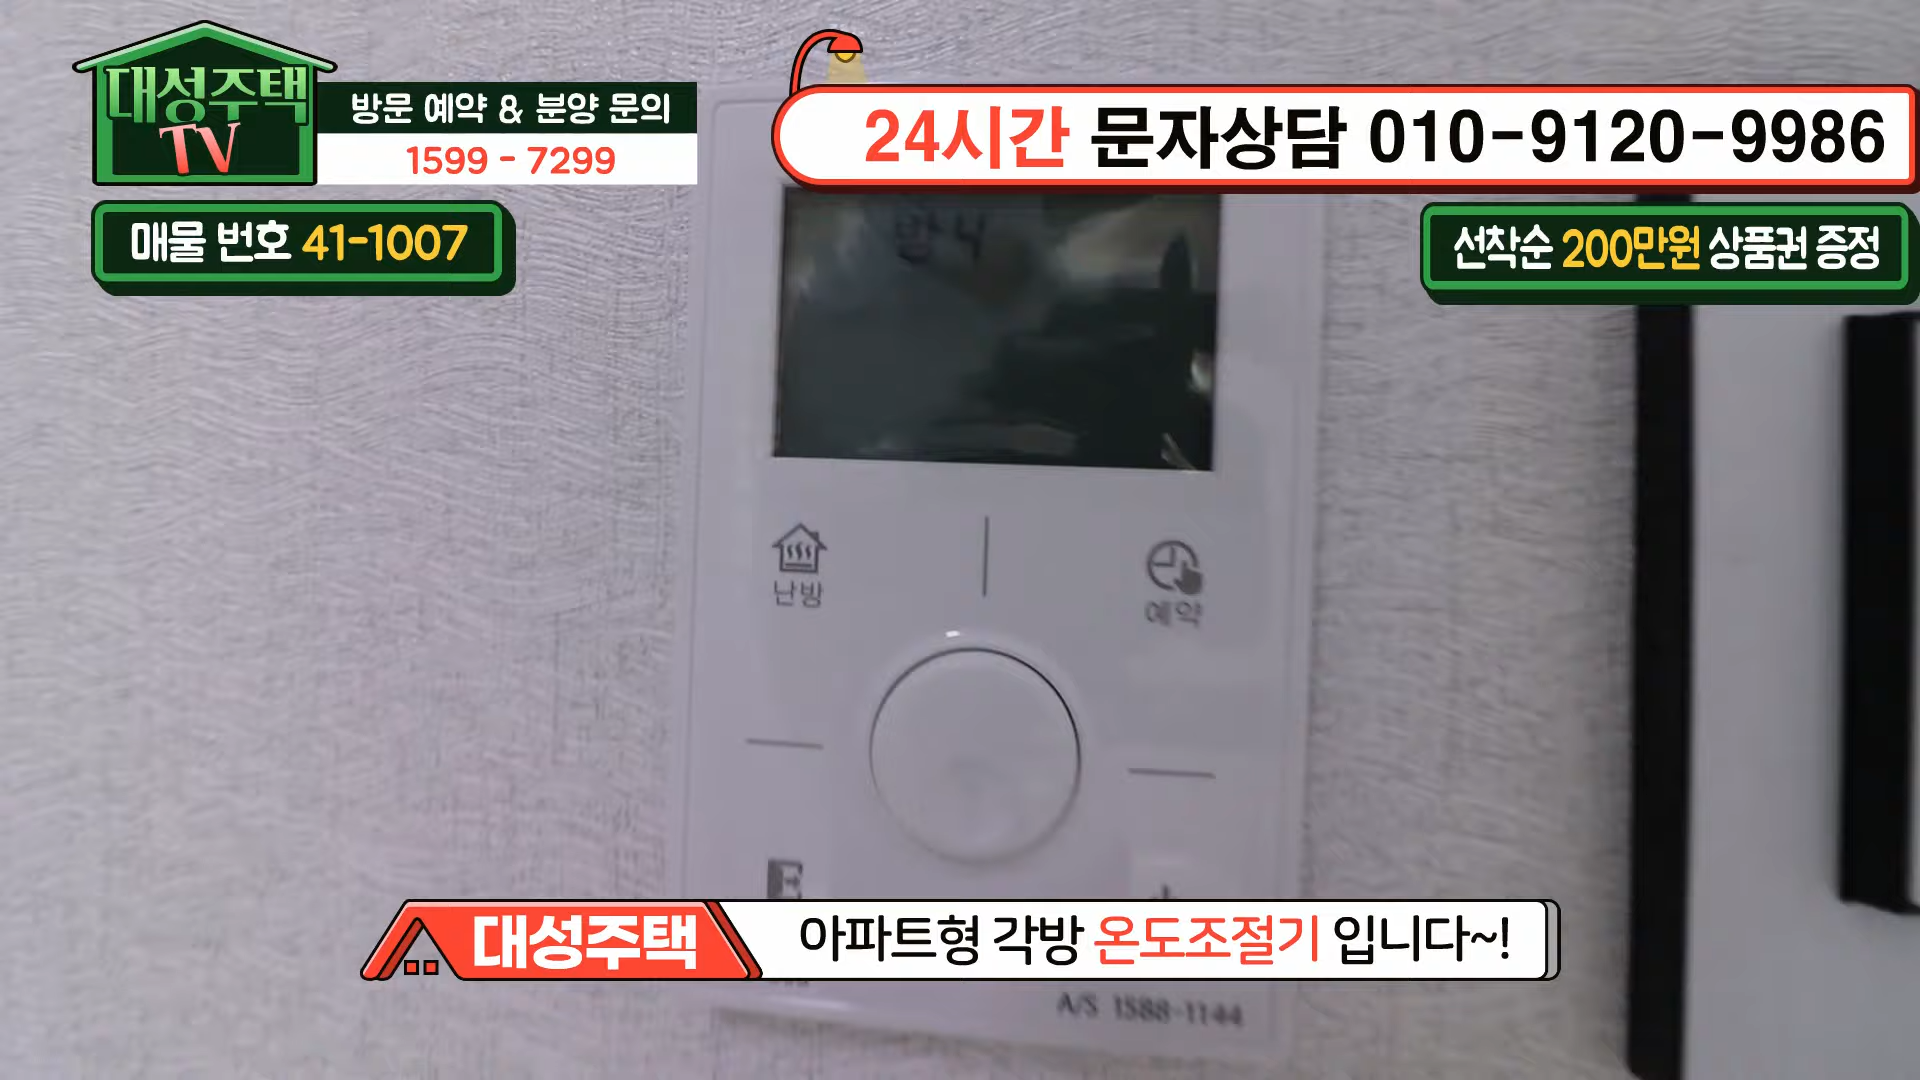 대성주택
TV
방문 예약 & 분양 문의
1599 - 7299
24시간 문자상담 010-9120-9986
매물 번호 41-1007
선착순 200만원 상품권 증정
난방
예약
대성주택
아파트형 각방 온도조절기 입니다~!
A/S 1588-1144